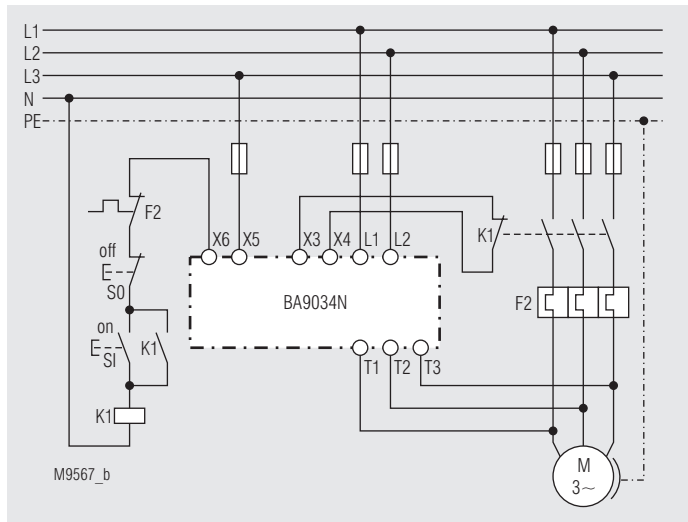 L1
L2
L3
N
PE
F2
off
S0
on
SI
K1
K1
X6 X5 X3 X4 L1 L2
BA9034N
T1 T2 T3
K1
F2
M
3~
M9567_b